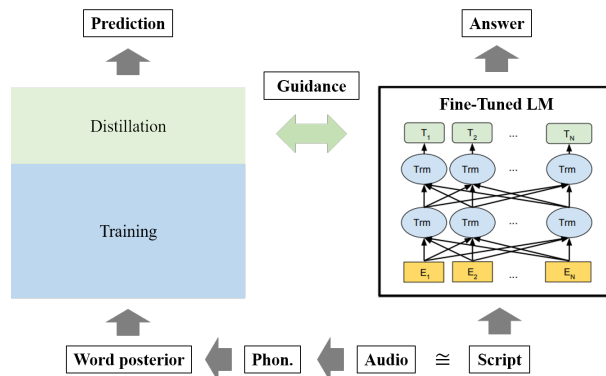 Prediction
Answer
Guidance
Distillation
Training
Fine-Tuned LM
T1 T2 ... TN
Trm Trm ... Trm
Trm Trm ... Trm
E1 E2 ... EN
Word posterior Phon. Audio ≅ Script